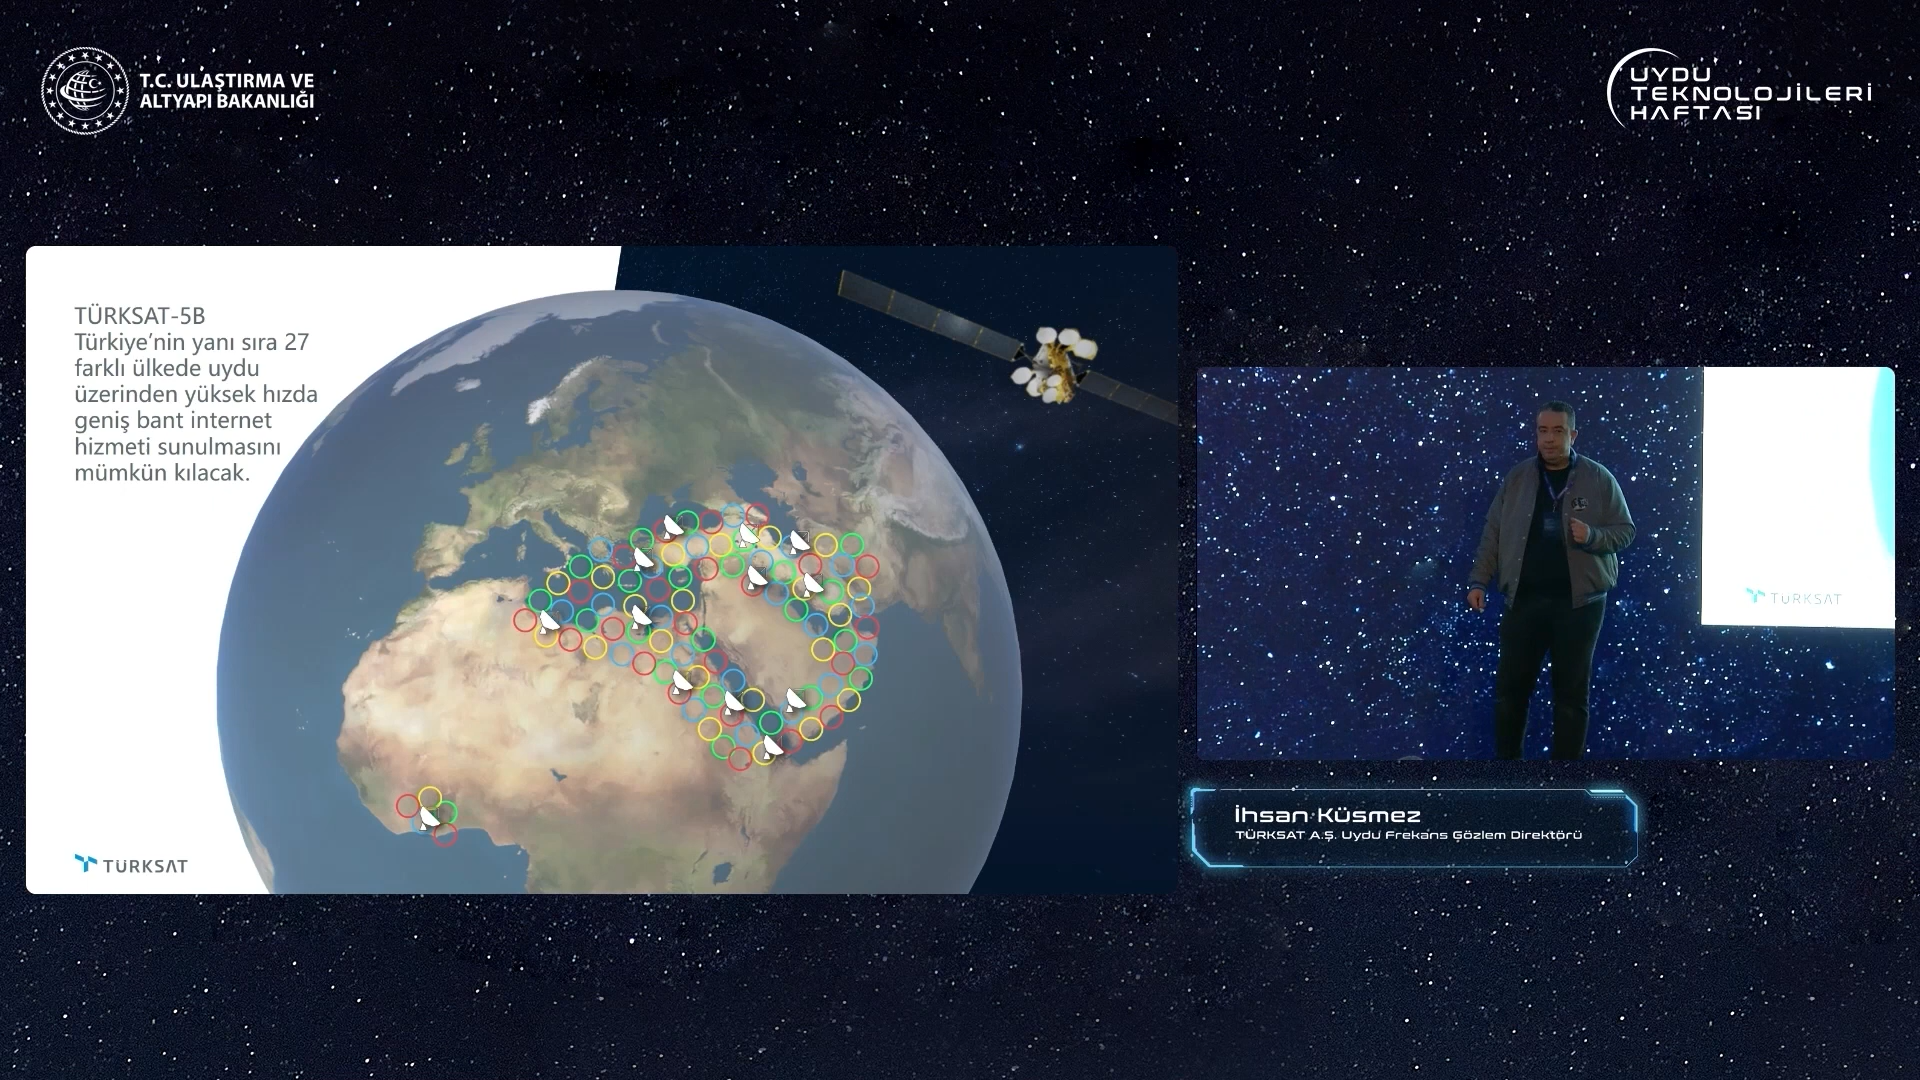 T.C. ULAŞTIRMA VE
ALTYAPI BAKANLIĞI
UYDU
TEKNOLOJİLERİ
HAFTASI
TÜRKSAT-5B
Türkiye’nin yanı sıra 27
farklı ülkede uydu
üzerinden yüksek hızda
geniş bant internet
hizmeti sunulmasını
mümkün kılacak.
TÜRKSAT
TÜRKSAT
İhsan Küsmez
TÜRKSAT A.Ş. Uydu Frekans Gözlem Direktörü